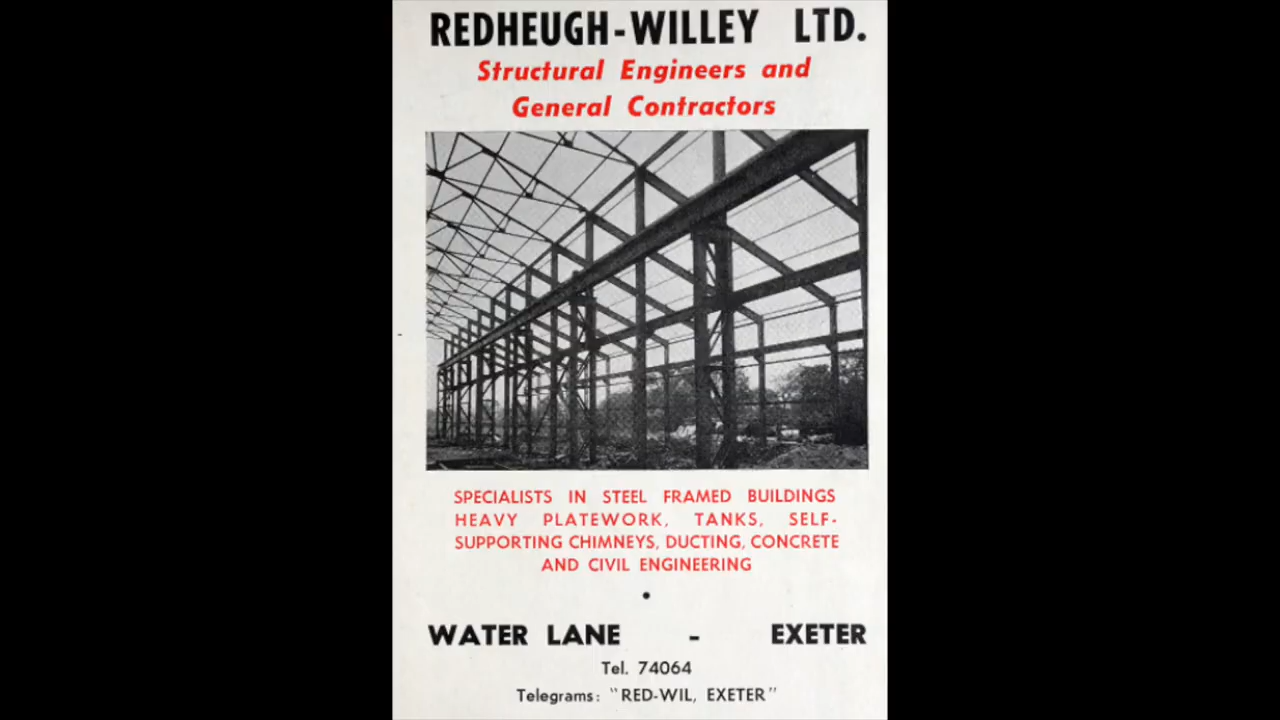 REDHEUGH-WILLEY LTD.
Structural Engineers and
General Contractors
SPECIALISTS IN STEEL FRAMED BUILDINGS
HEAVY PLATEWORK, TANKS, SELF-
SUPPORTING CHIMNEYS, DUCTING, CONCRETE
AND CIVIL ENGINEERING
•
WATER LANE - EXETER
Tel. 74064
Telegrams: "RED-WIL, EXETER"